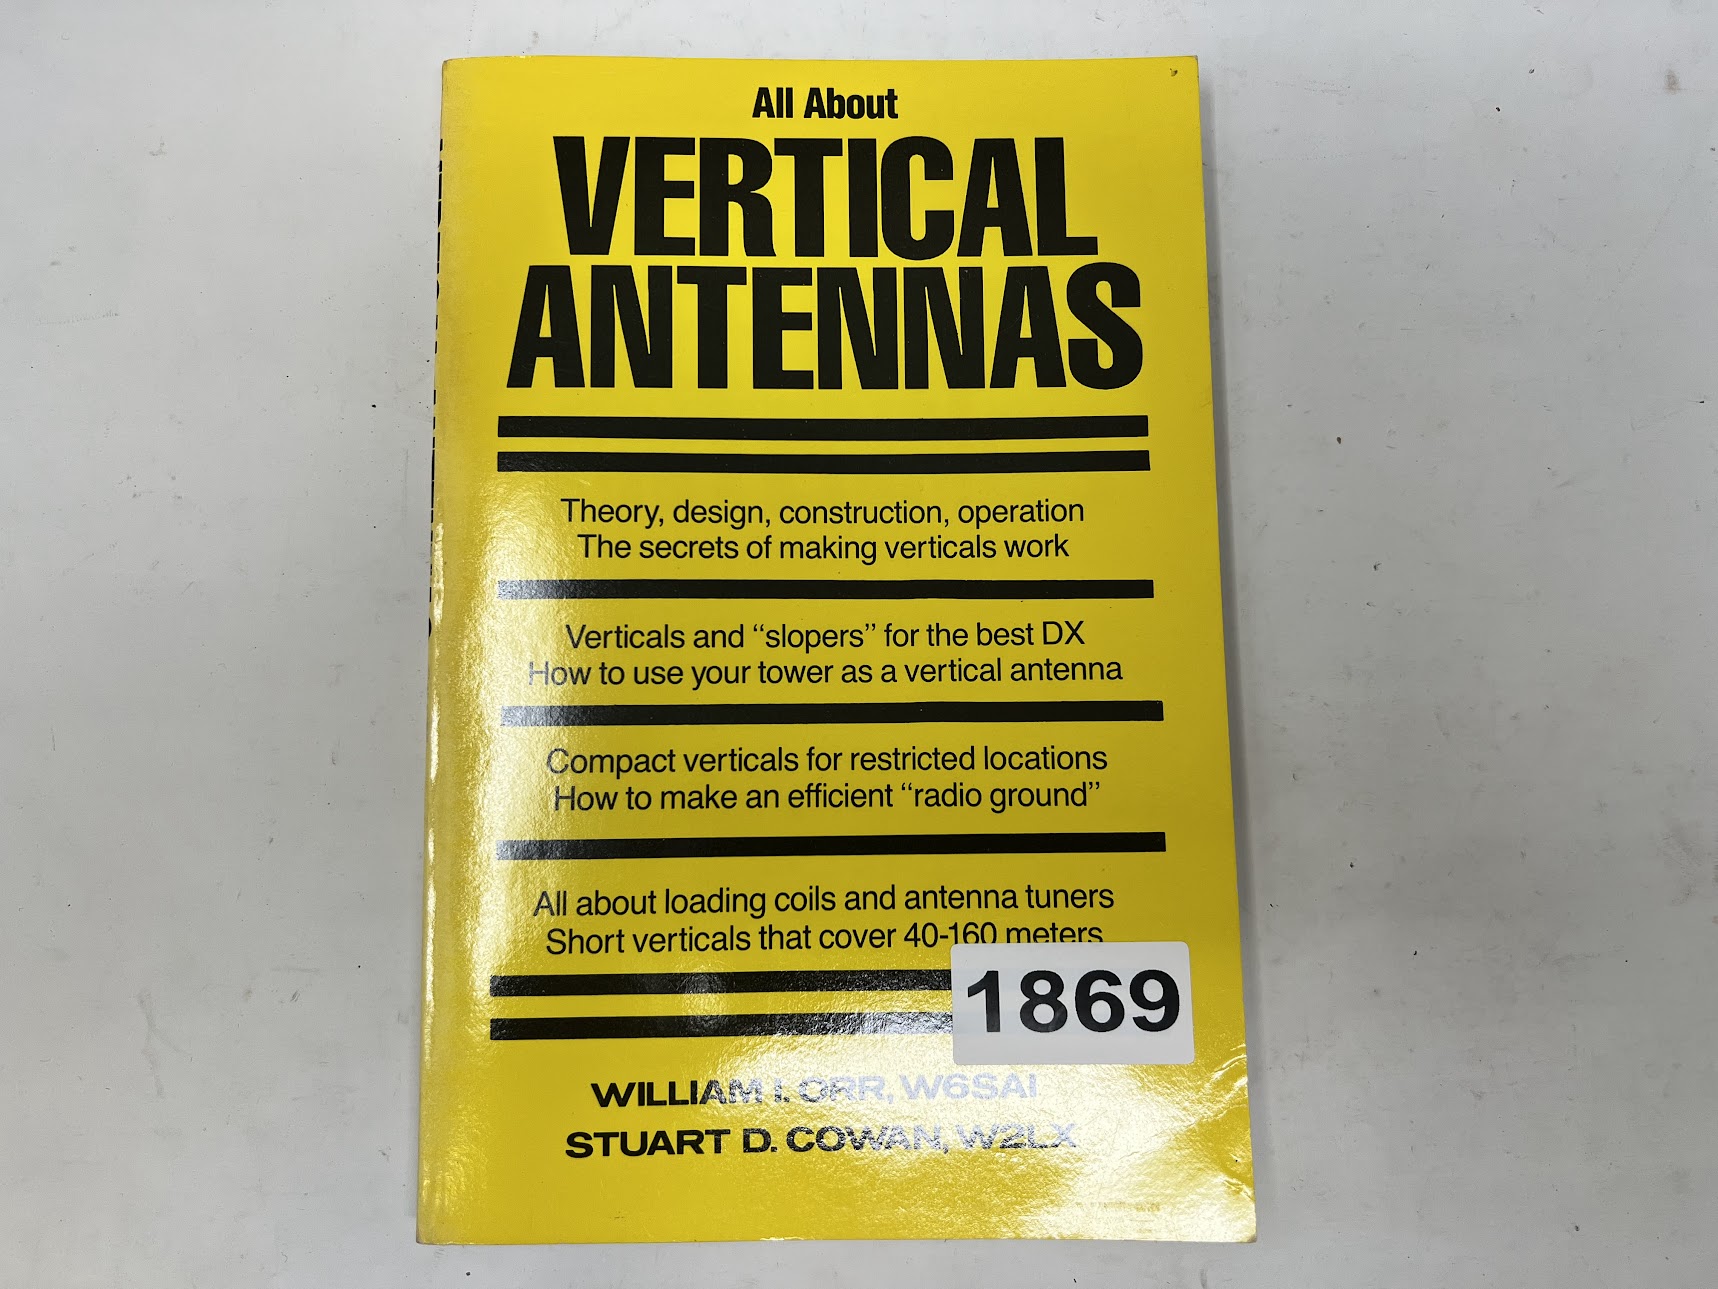 All About
VERTICAL
ANTENNAS
Theory, design, construction, operation
The secrets of making verticals work
Verticals and “slopers” for the best DX
How to use your tower as a vertical antenna
Compact verticals for restricted locations
How to make an efficient “radio ground”
All about loading coils and antenna tuners
Short verticals that cover 40-160 meters
1869
WILLIAM I. ORR, W6SAI
STUART D. COWAN, W2LX